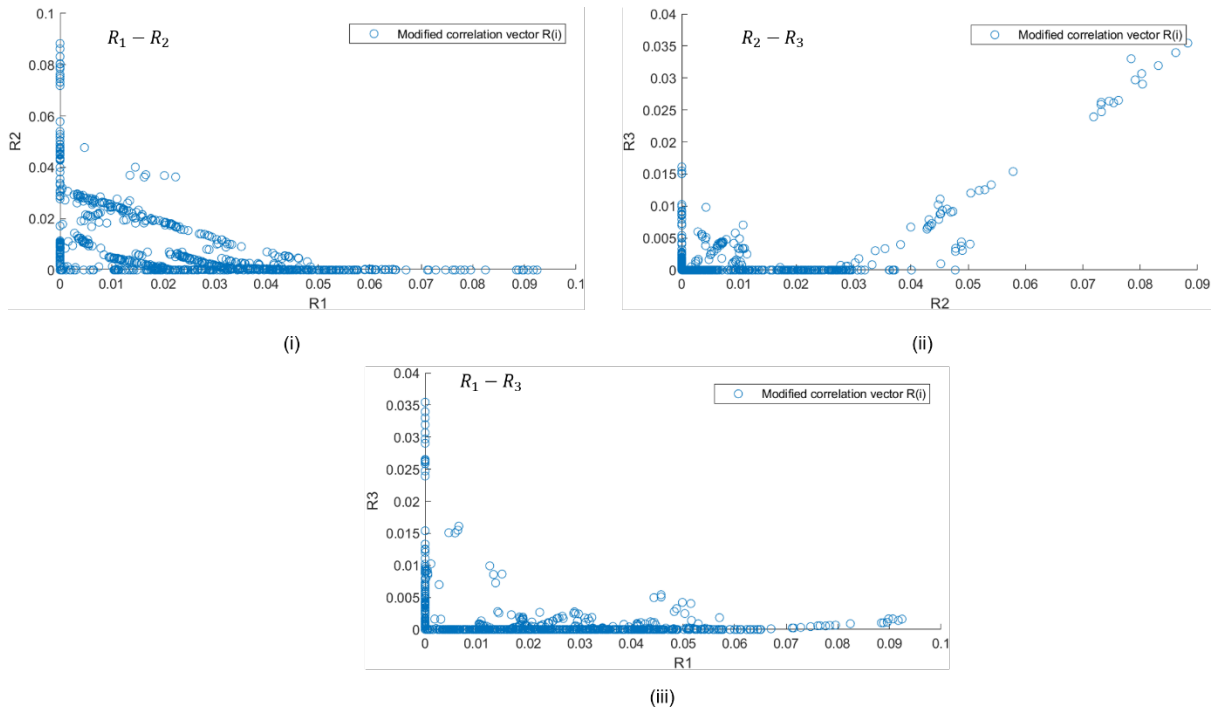 R₁ − R₂
Modified correlation vector R(i)
0.1
0.08
0.06
0.04
0.02
0
R2
0 0.01 0.02 0.03 0.04 0.05 0.06 0.07 0.08 0.09 0.1
R1
(i)
R₂ − R₃
Modified correlation vector R(i)
0.04
0.035
0.03
0.025
0.02
0.015
0.01
0.005
0
R3
0 0.01 0.02 0.03 0.04 0.05 0.06 0.07 0.08 0.09
R2
(ii)
R₁ − R₃
Modified correlation vector R(i)
0.04
0.035
0.03
0.025
0.02
0.015
0.01
0.005
0
R3
0 0.01 0.02 0.03 0.04 0.05 0.06 0.07 0.08 0.09 0.1
R1
(iii)